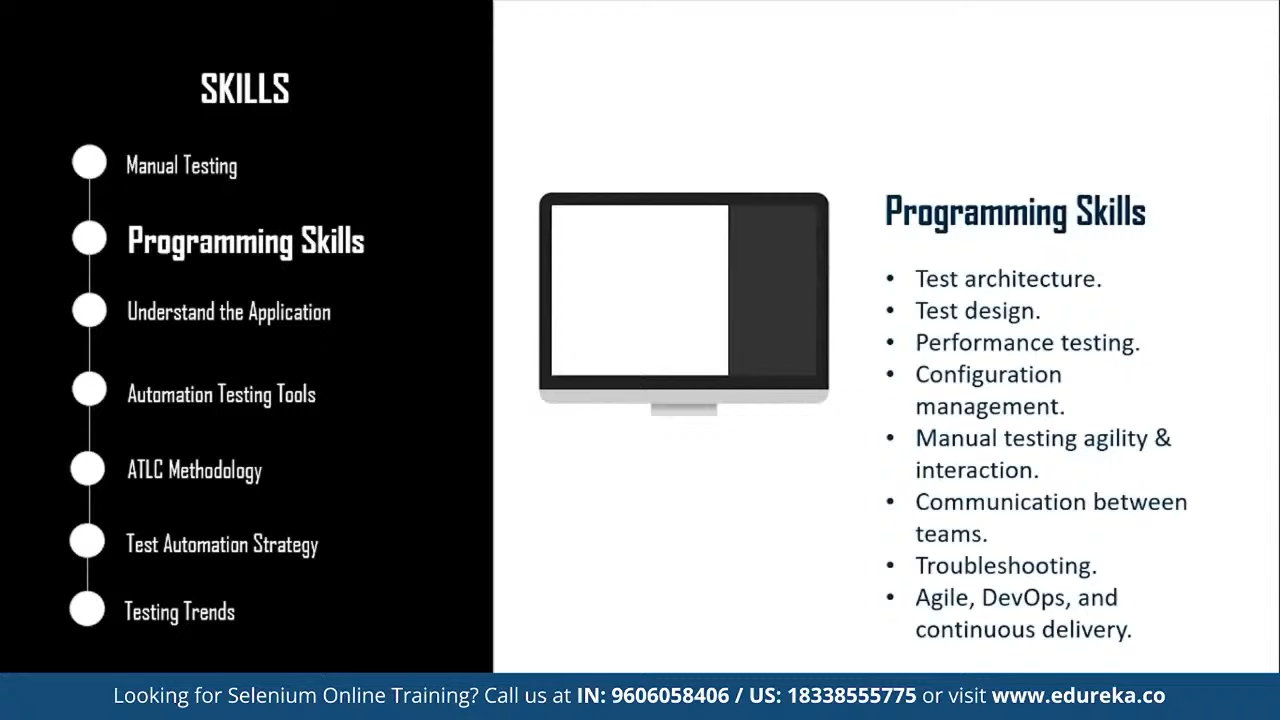 SKILLS
Manual Testing
Programming Skills
Understand the Application
Automation Testing Tools
ATLC Methodology
Test Automation Strategy
Testing Trends
Programming Skills
• Test architecture.
• Test design.
• Performance testing.
• Configuration
management.
• Manual testing agility &
interaction.
• Communication between
teams.
• Troubleshooting.
• Agile, DevOps, and
continuous delivery.
Looking for Selenium Online Training? Call us at IN: 9606058406 / US: 18338555775 or visit www.edureka.co